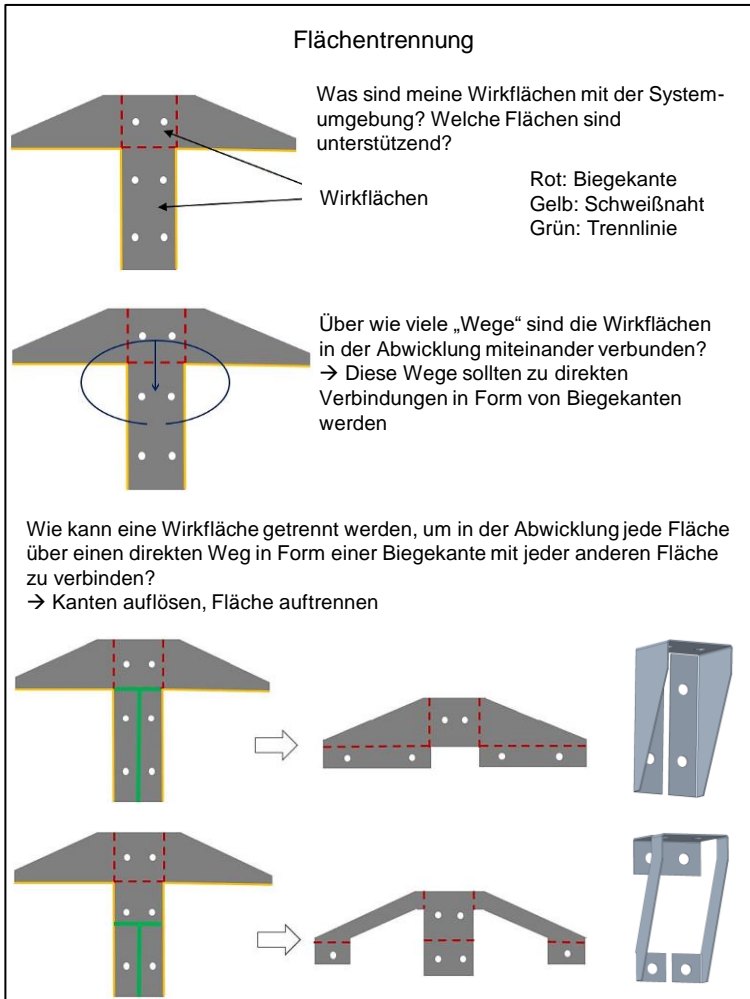 Flächentrennung
Was sind meine Wirkflächen mit der System-
umgebung? Welche Flächen sind
unterstützend?
Wirkflächen
Rot: Biegekante
Gelb: Schweißnaht
Grün: Trennlinie
Über wie viele „Wege“ sind die Wirkflächen
in der Abwicklung miteinander verbunden?
→ Diese Wege sollten zu direkten
Verbindungen in Form von Biegekanten
werden
Wie kann eine Wirkfläche getrennt werden, um in der Abwicklung jede Fläche
über einen direkten Weg in Form einer Biegekante mit jeder anderen Fläche
zu verbinden?
→ Kanten auflösen, Fläche auftrennen